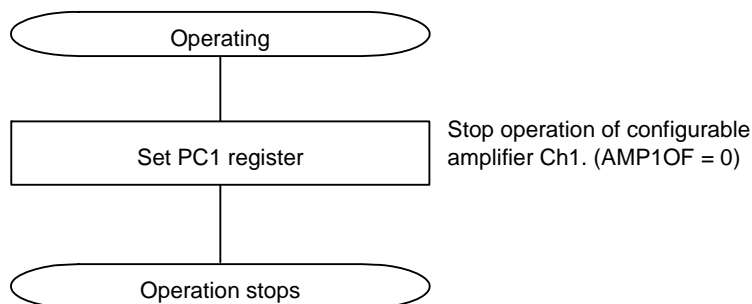 Operating
Set PC1 register
Stop operation of configurable
amplifier Ch1. (AMP1OF = 0)
Operation stops